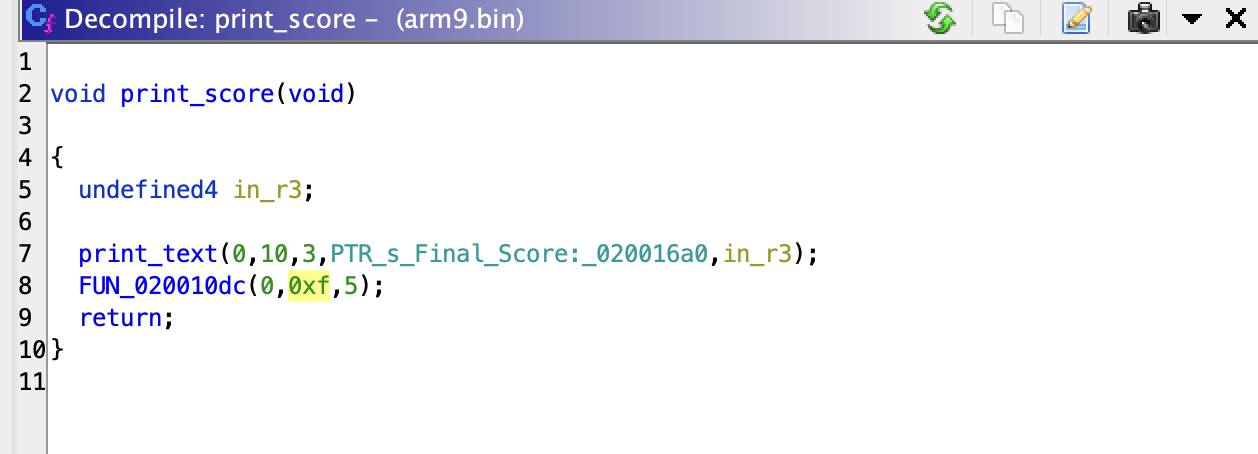 Decompile: print_score – (arm9.bin)
1
2 void print_score(void)
3
4 {
5 undefined4 in_r3;
6
7 print_text(0,10,3,PTR_s_Final_Score:_020016a0,in_r3);
8 FUN_020010dc(0,0xf,5);
9 return;
10 }
11